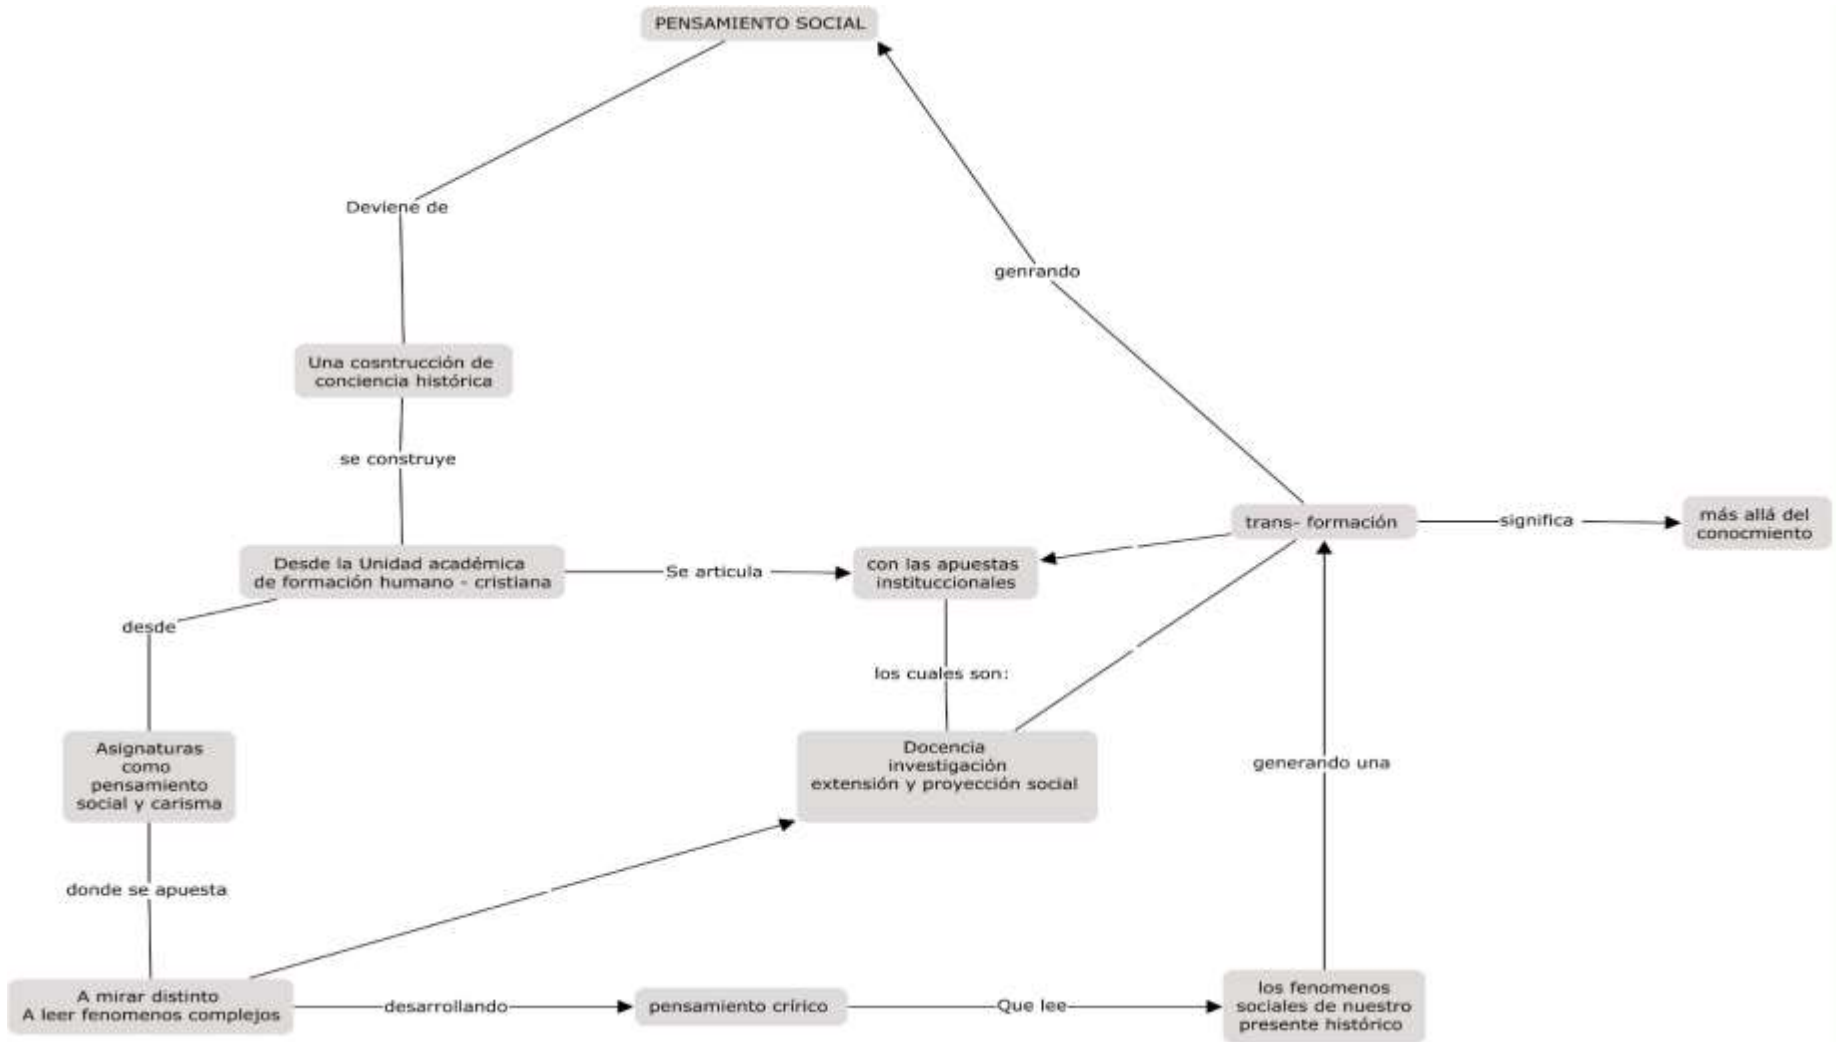 PENSAMIENTO SOCIAL
Deviene de
genrando
Una cosntrucción de
conciencia histórica
se construye
trans- formación
significa
más allá del
conocmiento
Desde la Unidad académica
de formación humano - cristiana
Se articula
con las apuestas
instituccionales
desde
los cuales son:
Asignaturas
como
pensamiento
social y carisma
Docencia
investigación
extensión y proyección social
generando una
donde se apuesta
A mirar distinto
A leer fenomenos complejos
desarrollando
pensamiento crírico
Que lee
los fenomenos
sociales de nuestro
presente histórico